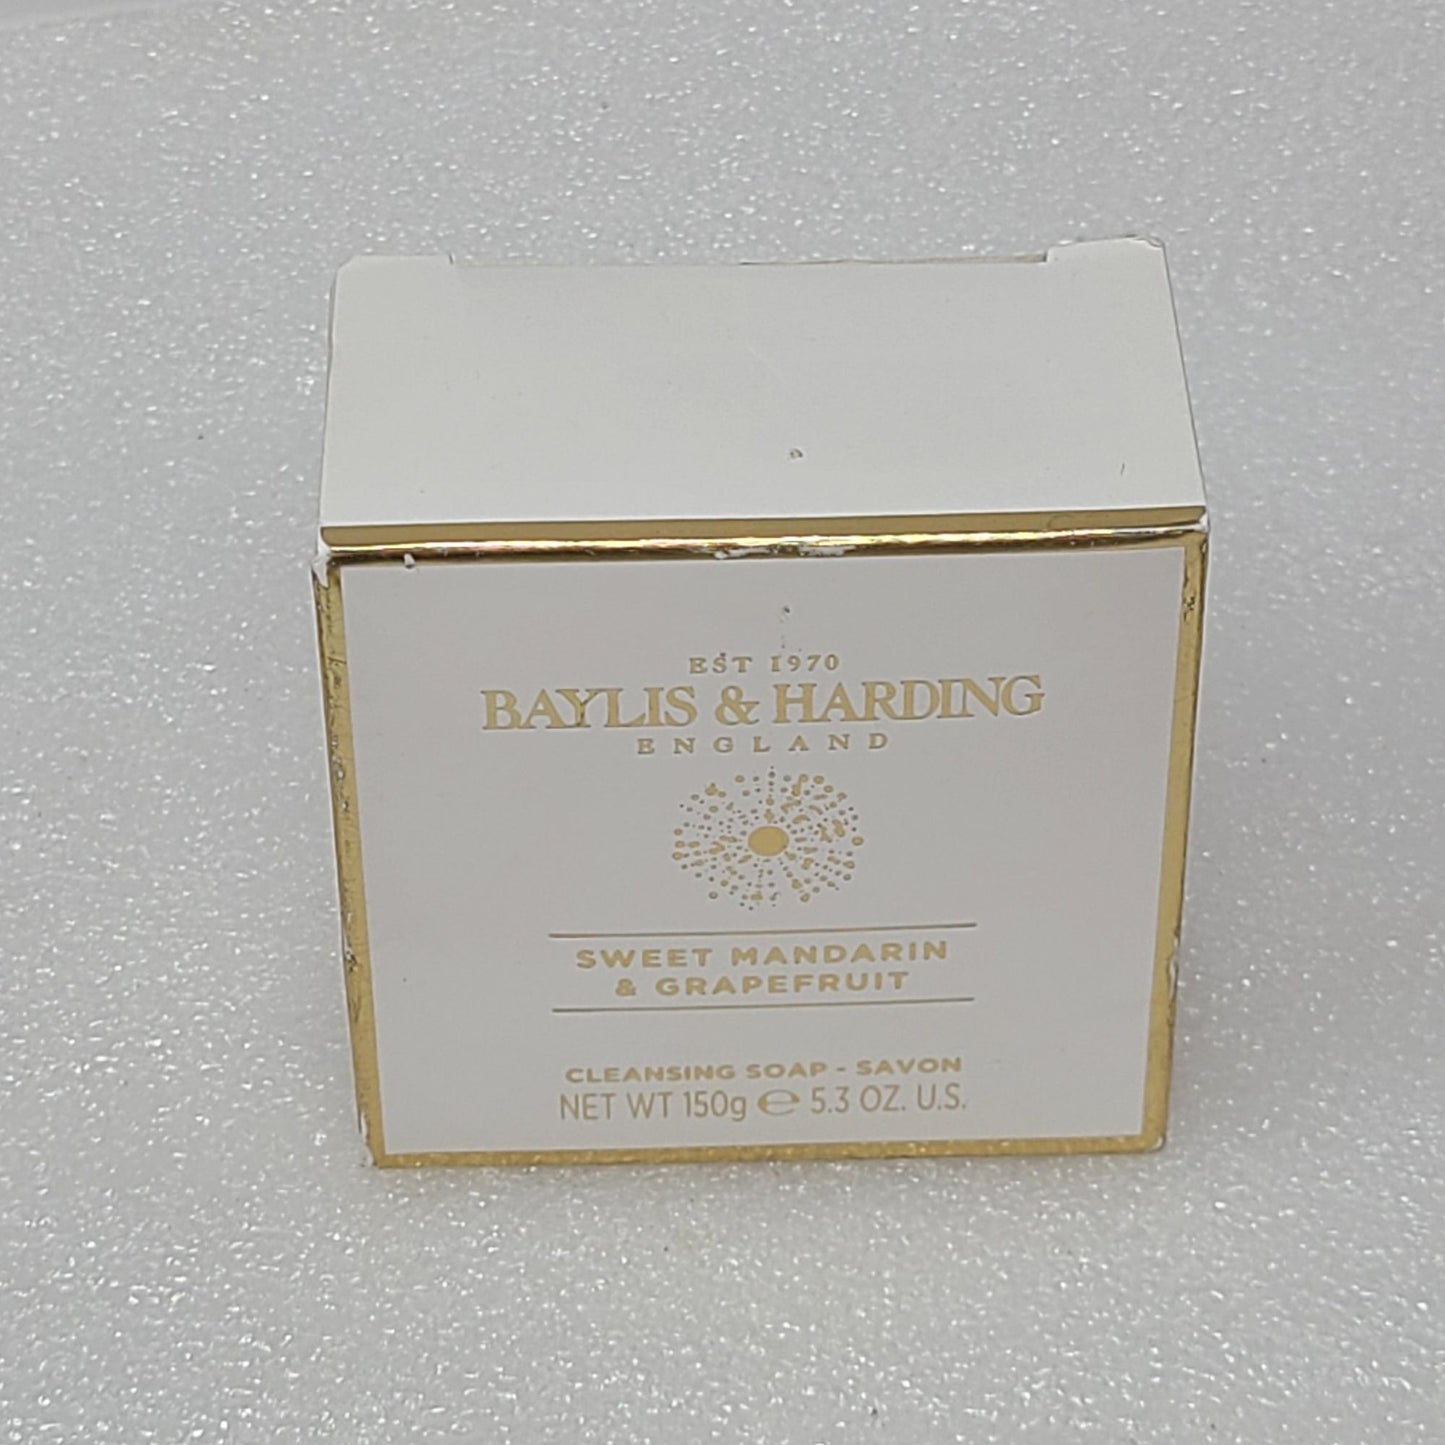 EST 1970
BAYLIS & HARDING
ENGLAND
SWEET MANDARIN
& GRAPEFRUIT
CLEANSING SOAP - SAVON
NET WT 150g ℮ 5.3 OZ. U.S.